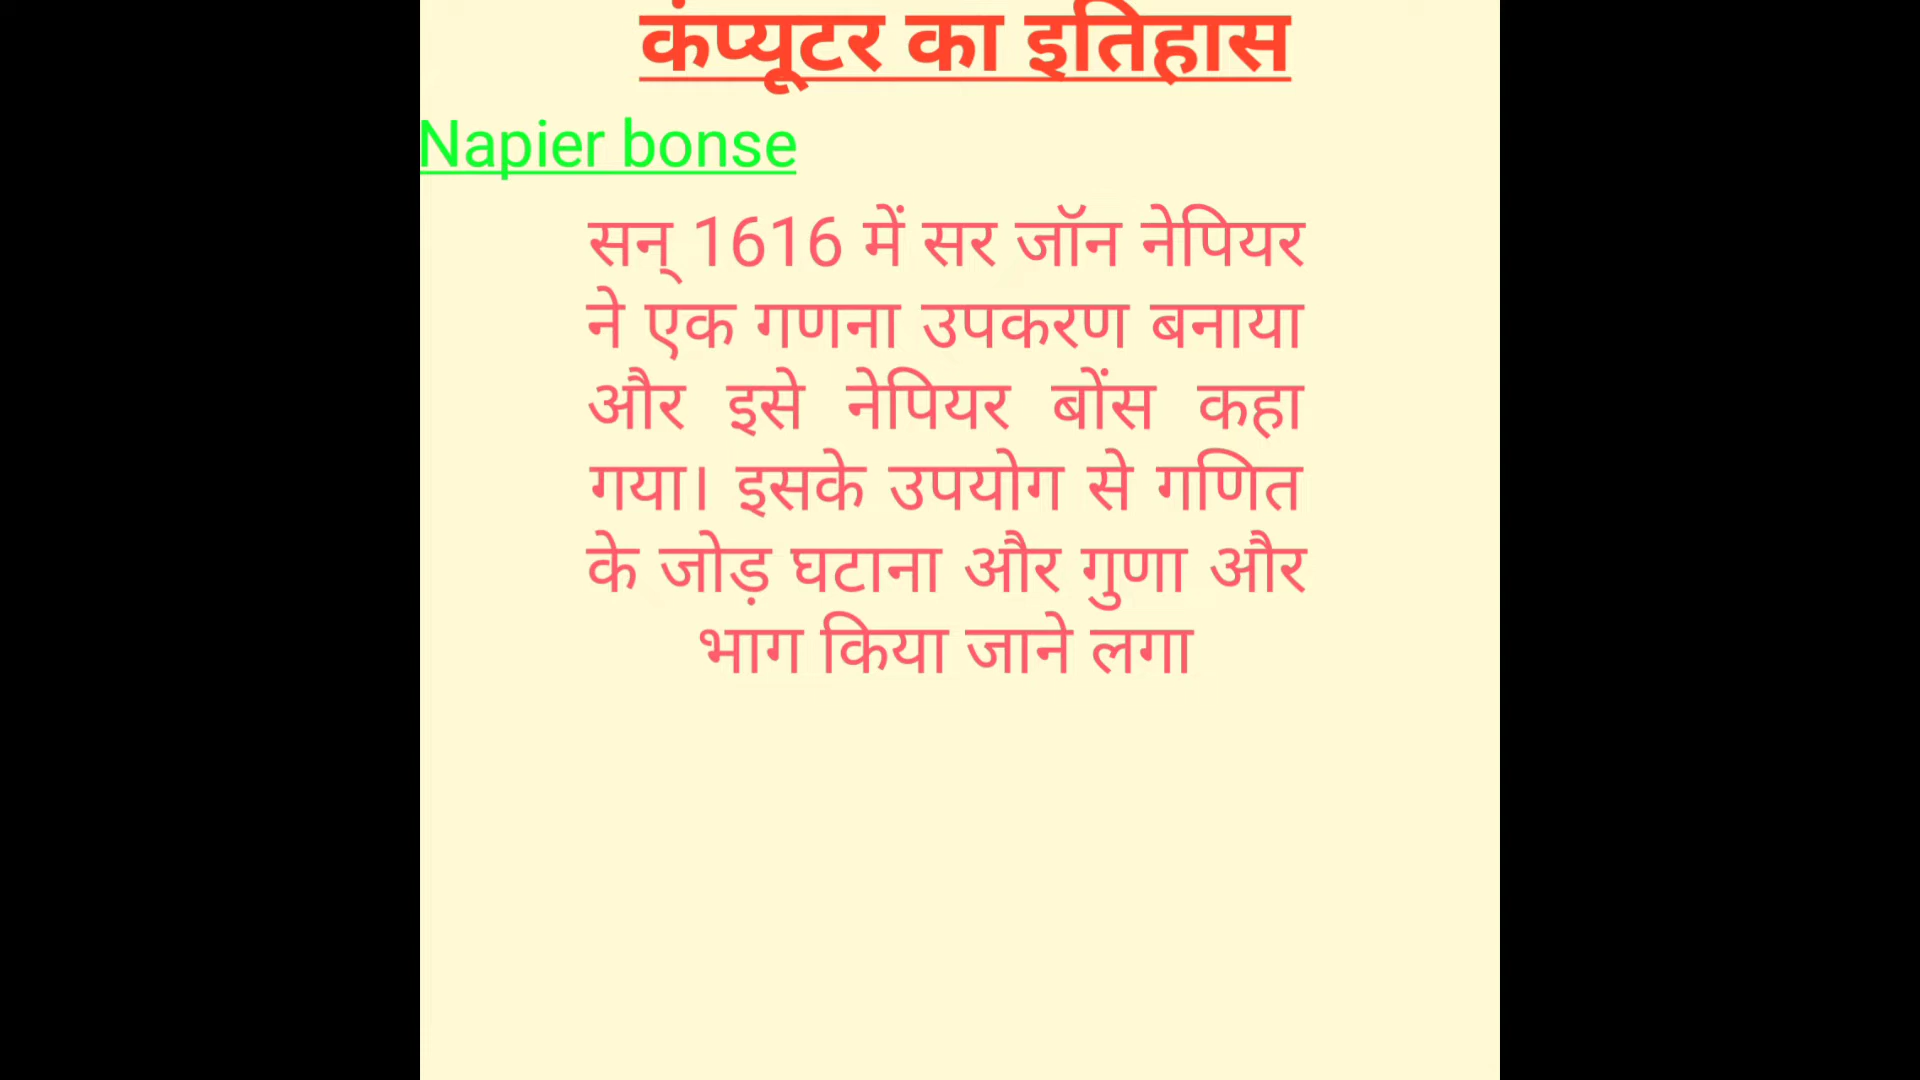 कंप्यूटर का इतिहास
Napier bonse
सन् 1616 में सर जॉन नेपियर
ने एक गणना उपकरण बनाया
और इसे नेपियर बोंस कहा
गया। इसके उपयोग से गणित
के जोड़ घटाना और गुणा और
भाग किया जाने लगा